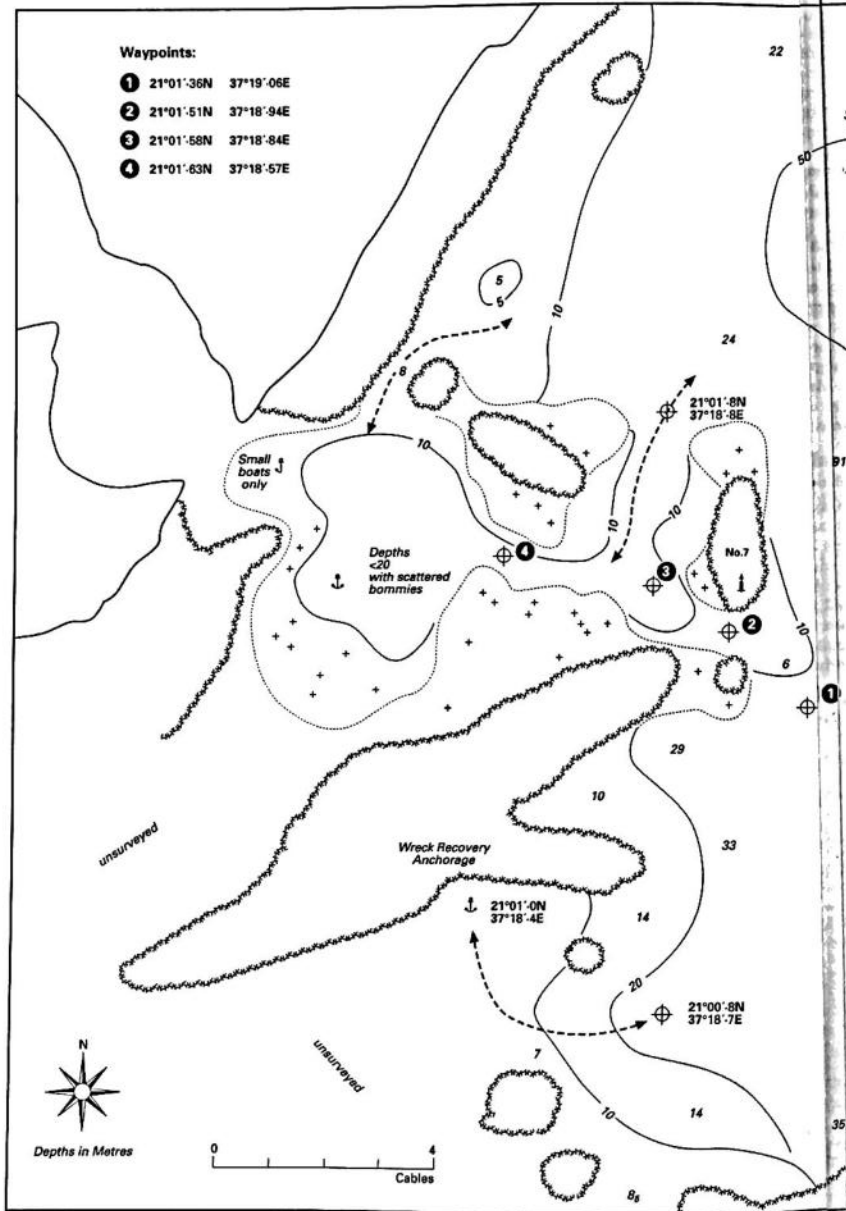 Waypoints:
1 21°01'·36N 37°19'·06E
2 21°01'·51N 37°18'·94E
3 21°01'·58N 37°18'·84E
4 21°01'·63N 37°18'·57E
22
50
5
5
10
24
8
21°01'·8N
37°18'·8E
Small
boats
only
10
91
10
10
No.7
4
Depths
<20
with scattered
bommies
3
2
10
6
1
29
10
33
unsurveyed
Wreck Recovery
Anchorage
21°01'·0N
37°18'·4E
14
20
21°00'·8N
37°18'·7E
N
unsurveyed
7
10
14
35
Depths in Metres
0 4
Cables
8₅